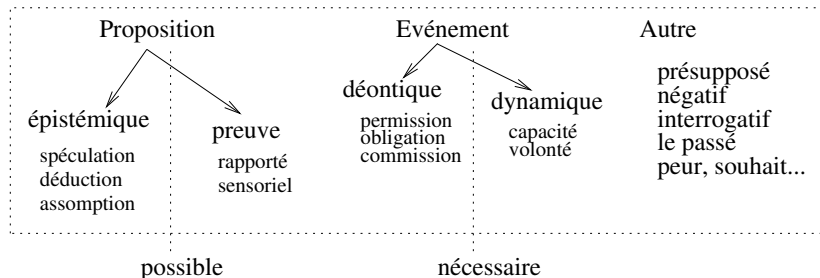 Proposition
Evénement
Autre
épistémique
spéculation
déduction
assomption
preuve
rapporté
sensoriel
déontique
permission
obligation
commission
dynamique
capacité
volonté
présupposé
négatif
interrogatif
le passé
peur, souhait...
possible
nécessaire